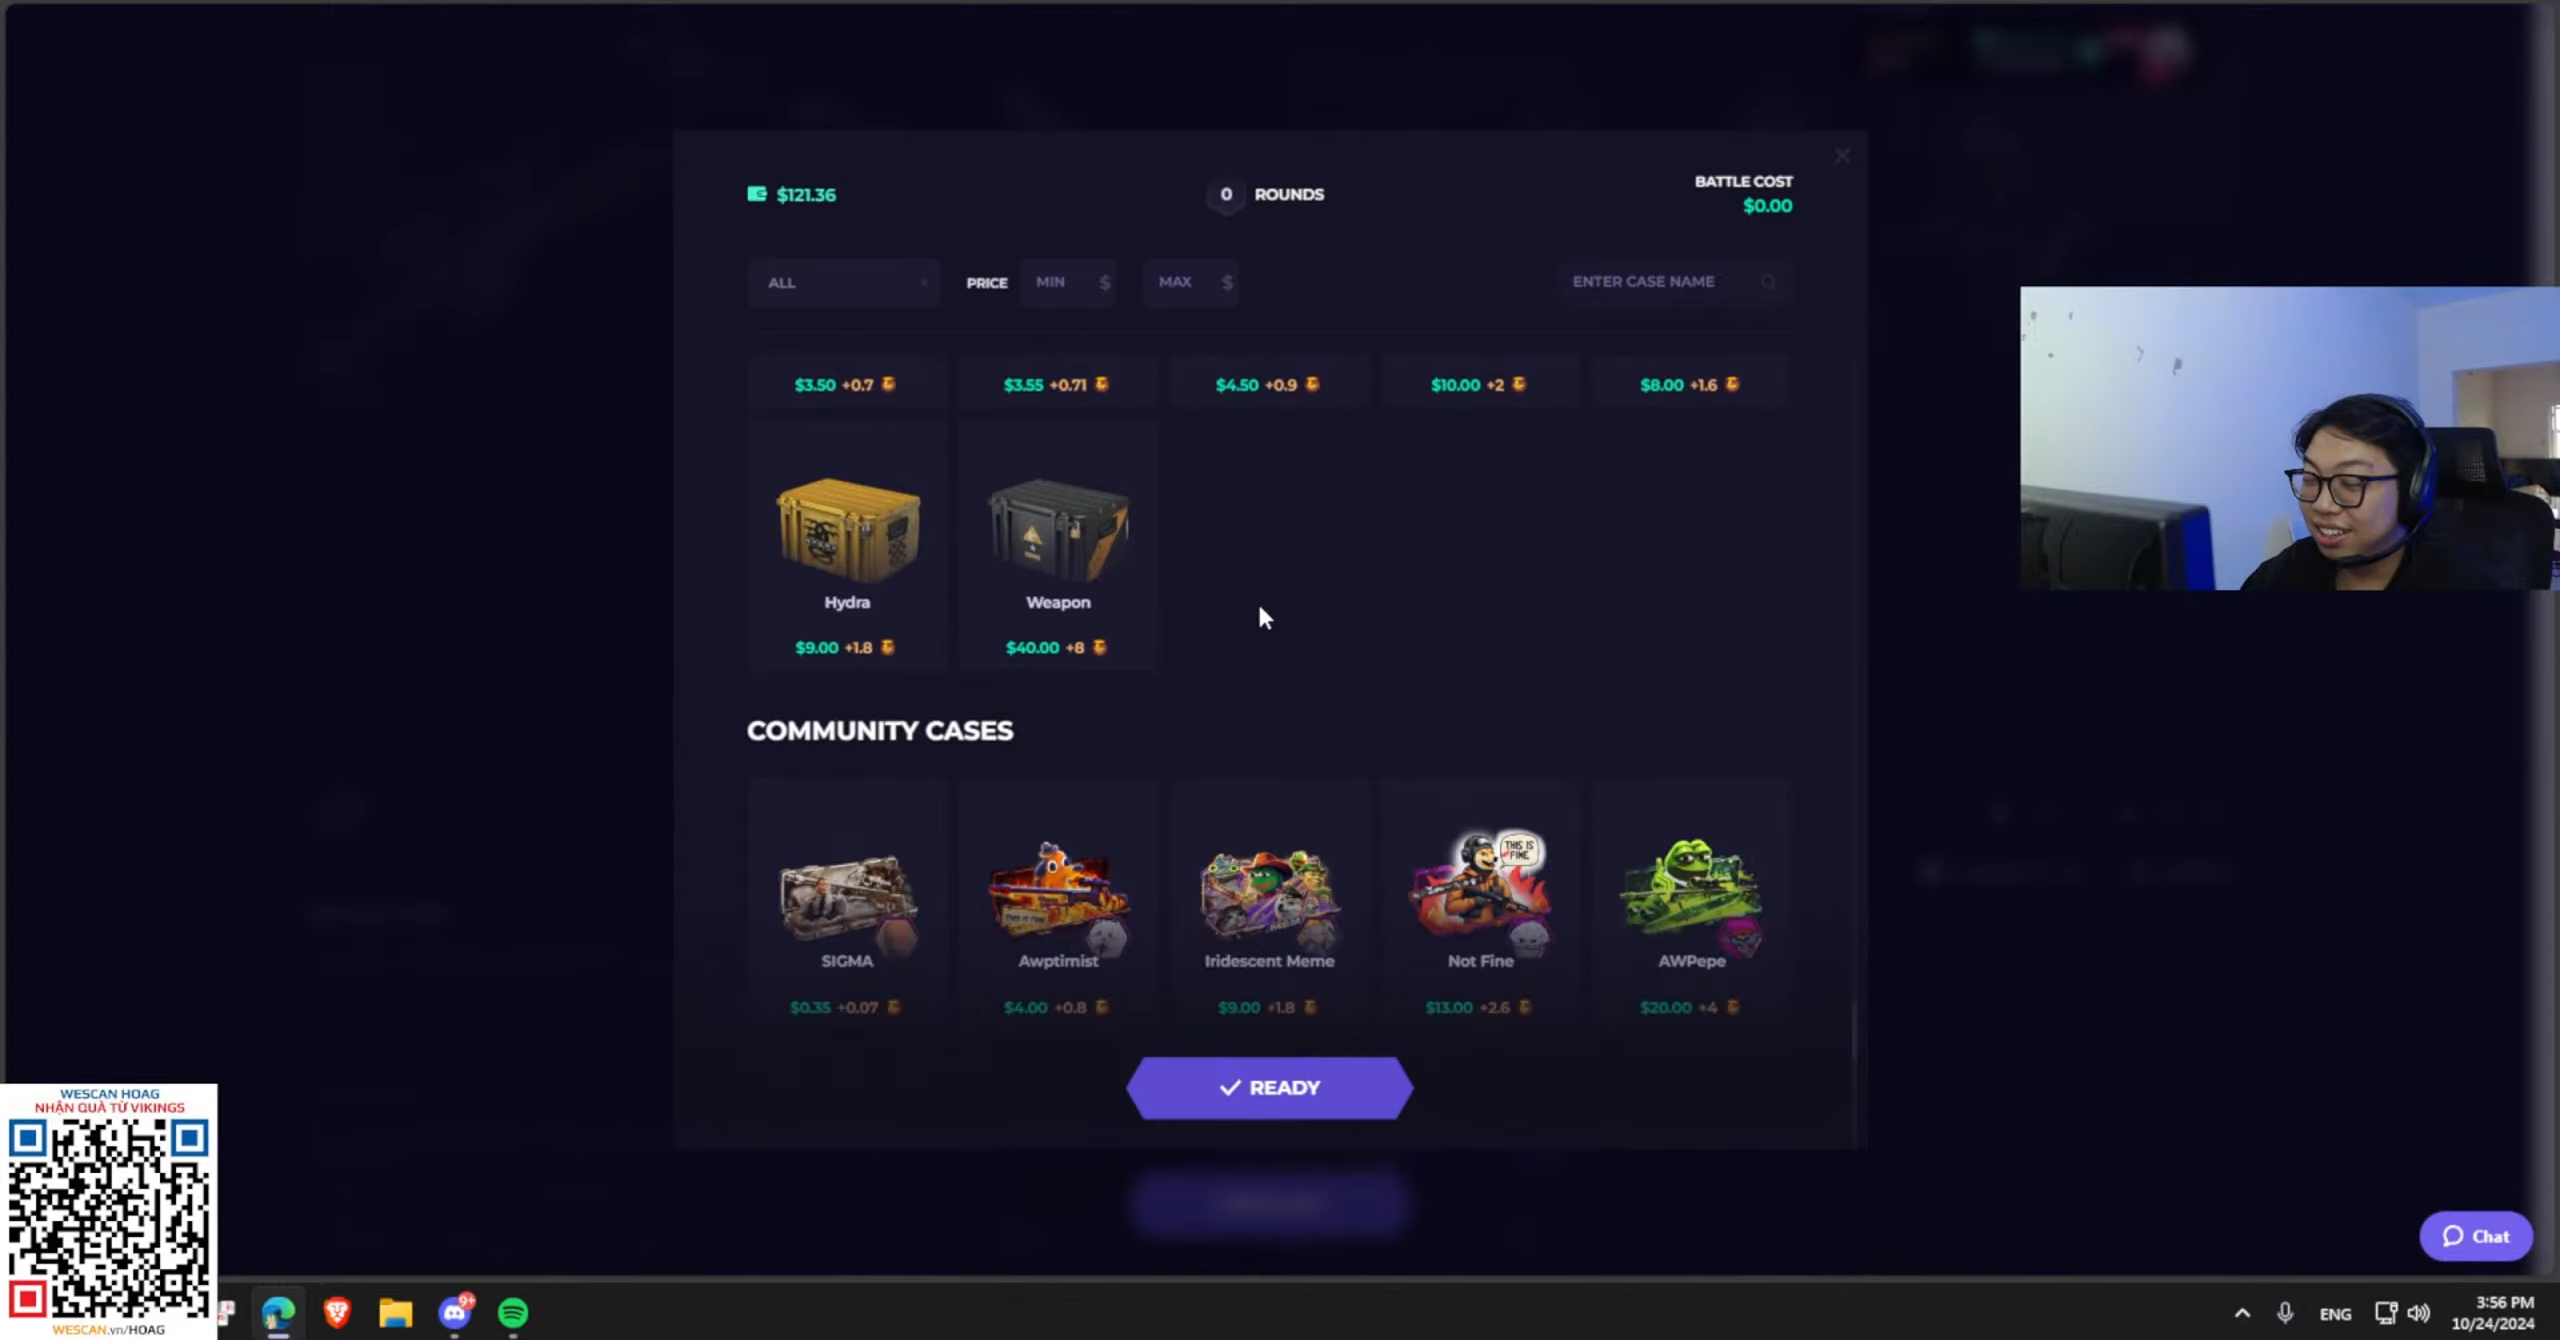 $121.36
0 ROUNDS
BATTLE COST
$0.00
ALL
PRICE
MIN $
MAX $
ENTER CASE NAME
$3.50 +0.7
$3.55 +0.71
$4.50 +0.9
$10.00 +2
$8.00 +1.6
Hydra
Weapon
$9.00 +1.8
$40.00 +8
COMMUNITY CASES
THIS IS
FINE
SIGMA
Awptimist
Iridescent Meme
Not Fine
AWPepe
$0.35 +0.07
$4.00 +0.8
$9.00 +1.8
$13.00 +2.6
$20.00 +4
READY
WESCAN HOAG
NHẬN QUÀ TỪ VIKINGS
WESCAN.vn/HOAG
Chat
9+
ENG
3:56 PM
10/24/2024